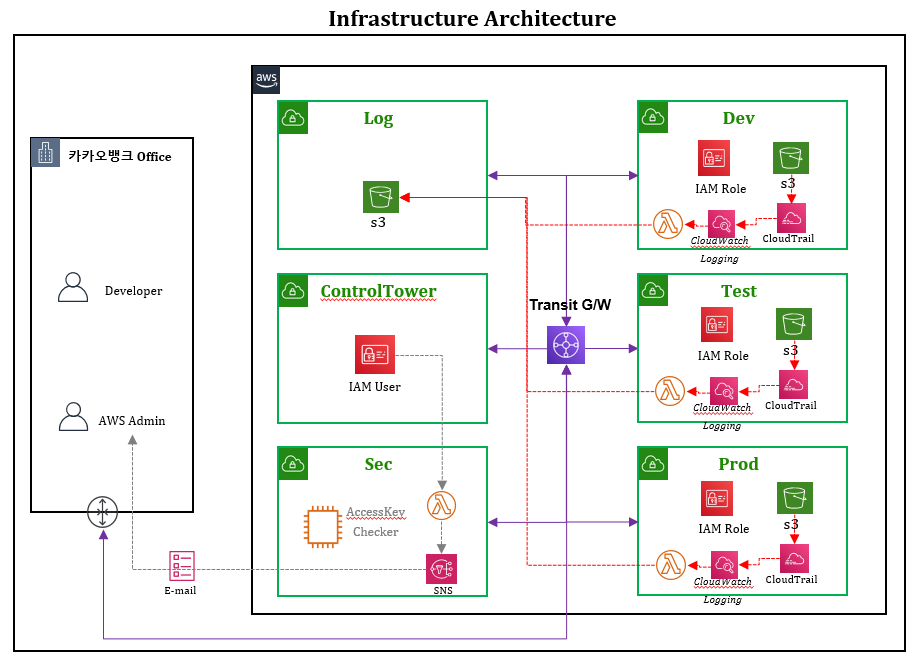 Infrastructure Architecture
aws
카카오뱅크 Office
Developer
AWS Admin
E-mail
Log
s3
ControlTower
IAM User
Sec
AccessKey
Checker
SNS
Transit G/W
Dev
IAM Role
s3
CloudWatch
Logging
CloudTrail
Test
IAM Role
s3
CloudWatch
Logging
CloudTrail
Prod
IAM Role
s3
CloudWatch
Logging
CloudTrail